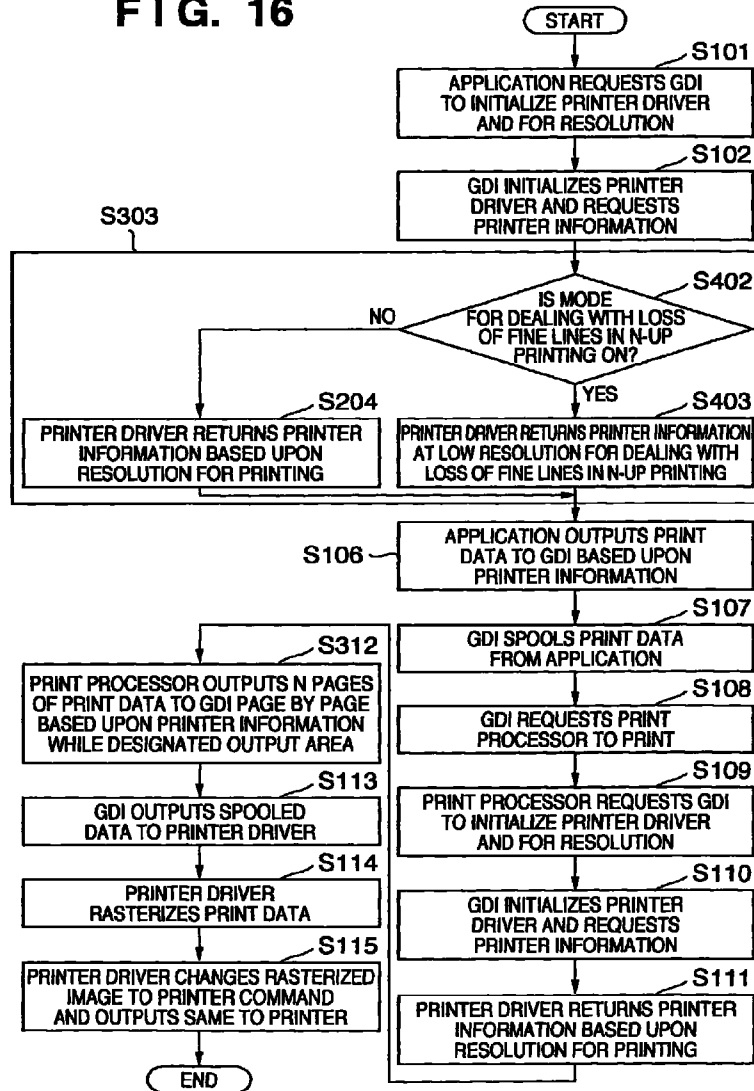 FIG. 16
START
S101
APPLICATION REQUESTS GDI
TO INITIALIZE PRINTER DRIVER
AND FOR RESOLUTION
S102
GDI INITIALIZES PRINTER
DRIVER AND REQUESTS
PRINTER INFORMATION
S303
S402
IS MODE
FOR DEALING WITH LOSS
OF FINE LINES IN N-UP
PRINTING ON?
NO
YES
S204
PRINTER DRIVER RETURNS PRINTER
INFORMATION BASED UPON
RESOLUTION FOR PRINTING
S403
PRINTER DRIVER RETURNS PRINTER INFORMATION
AT LOW RESOLUTION FOR DEALING WITH
LOSS OF FINE LINES IN N-UP PRINTING
S106
APPLICATION OUTPUTS PRINT
DATA TO GDI BASED UPON
PRINTER INFORMATION
S107
GDI SPOOLS PRINT DATA
FROM APPLICATION
S108
GDI REQUESTS PRINT
PROCESSOR TO PRINT
S109
PRINT PROCESSOR REQUESTS GDI
TO INITIALIZE PRINTER DRIVER
AND FOR RESOLUTION
S110
GDI INITIALIZES PRINTER
DRIVER AND REQUESTS
PRINTER INFORMATION
S111
PRINTER DRIVER RETURNS PRINTER
INFORMATION BASED UPON
RESOLUTION FOR PRINTING
S312
PRINT PROCESSOR OUTPUTS N PAGES
OF PRINT DATA TO GDI PAGE BY PAGE
BASED UPON PRINTER INFORMATION
WHILE DESIGNATED OUTPUT AREA
S113
GDI OUTPUTS SPOOLED
DATA TO PRINTER DRIVER
S114
PRINTER DRIVER
RASTERIZES PRINT DATA
S115
PRINTER DRIVER CHANGES RASTERIZED
IMAGE TO PRINTER COMMAND
AND OUTPUTS SAME TO PRINTER
END